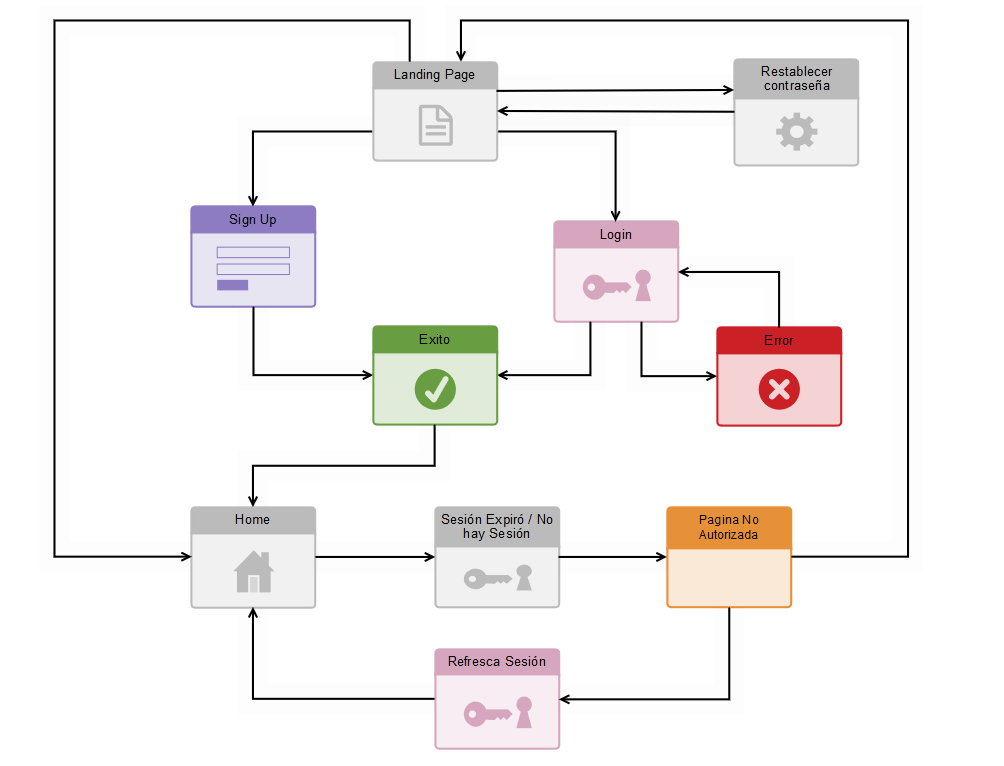 Landing Page
Restablecer
contraseña
Sign Up
Login
Exito
Error
Home
Sesión Expiró / No
hay Sesión
Pagina No
Autorizada
Refresca Sesión